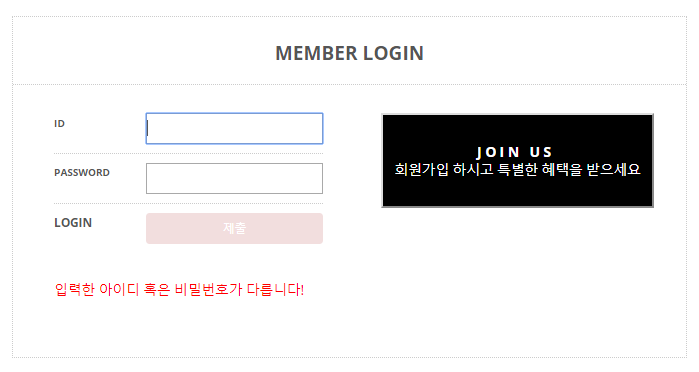 MEMBER LOGIN
ID
PASSWORD
LOGIN
제출
입력한 아이디 혹은 비밀번호가 다릅니다!
JOIN US
회원가입 하시고 특별한 혜택을 받으세요